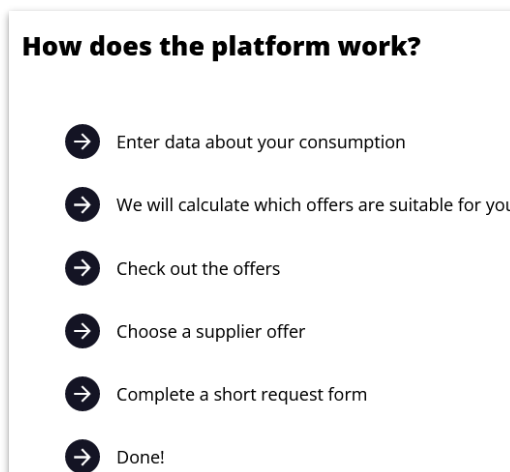 How does the platform work?
Enter data about your consumption
We will calculate which offers are suitable for you
Check out the offers
Choose a supplier offer
Complete a short request form
Done!